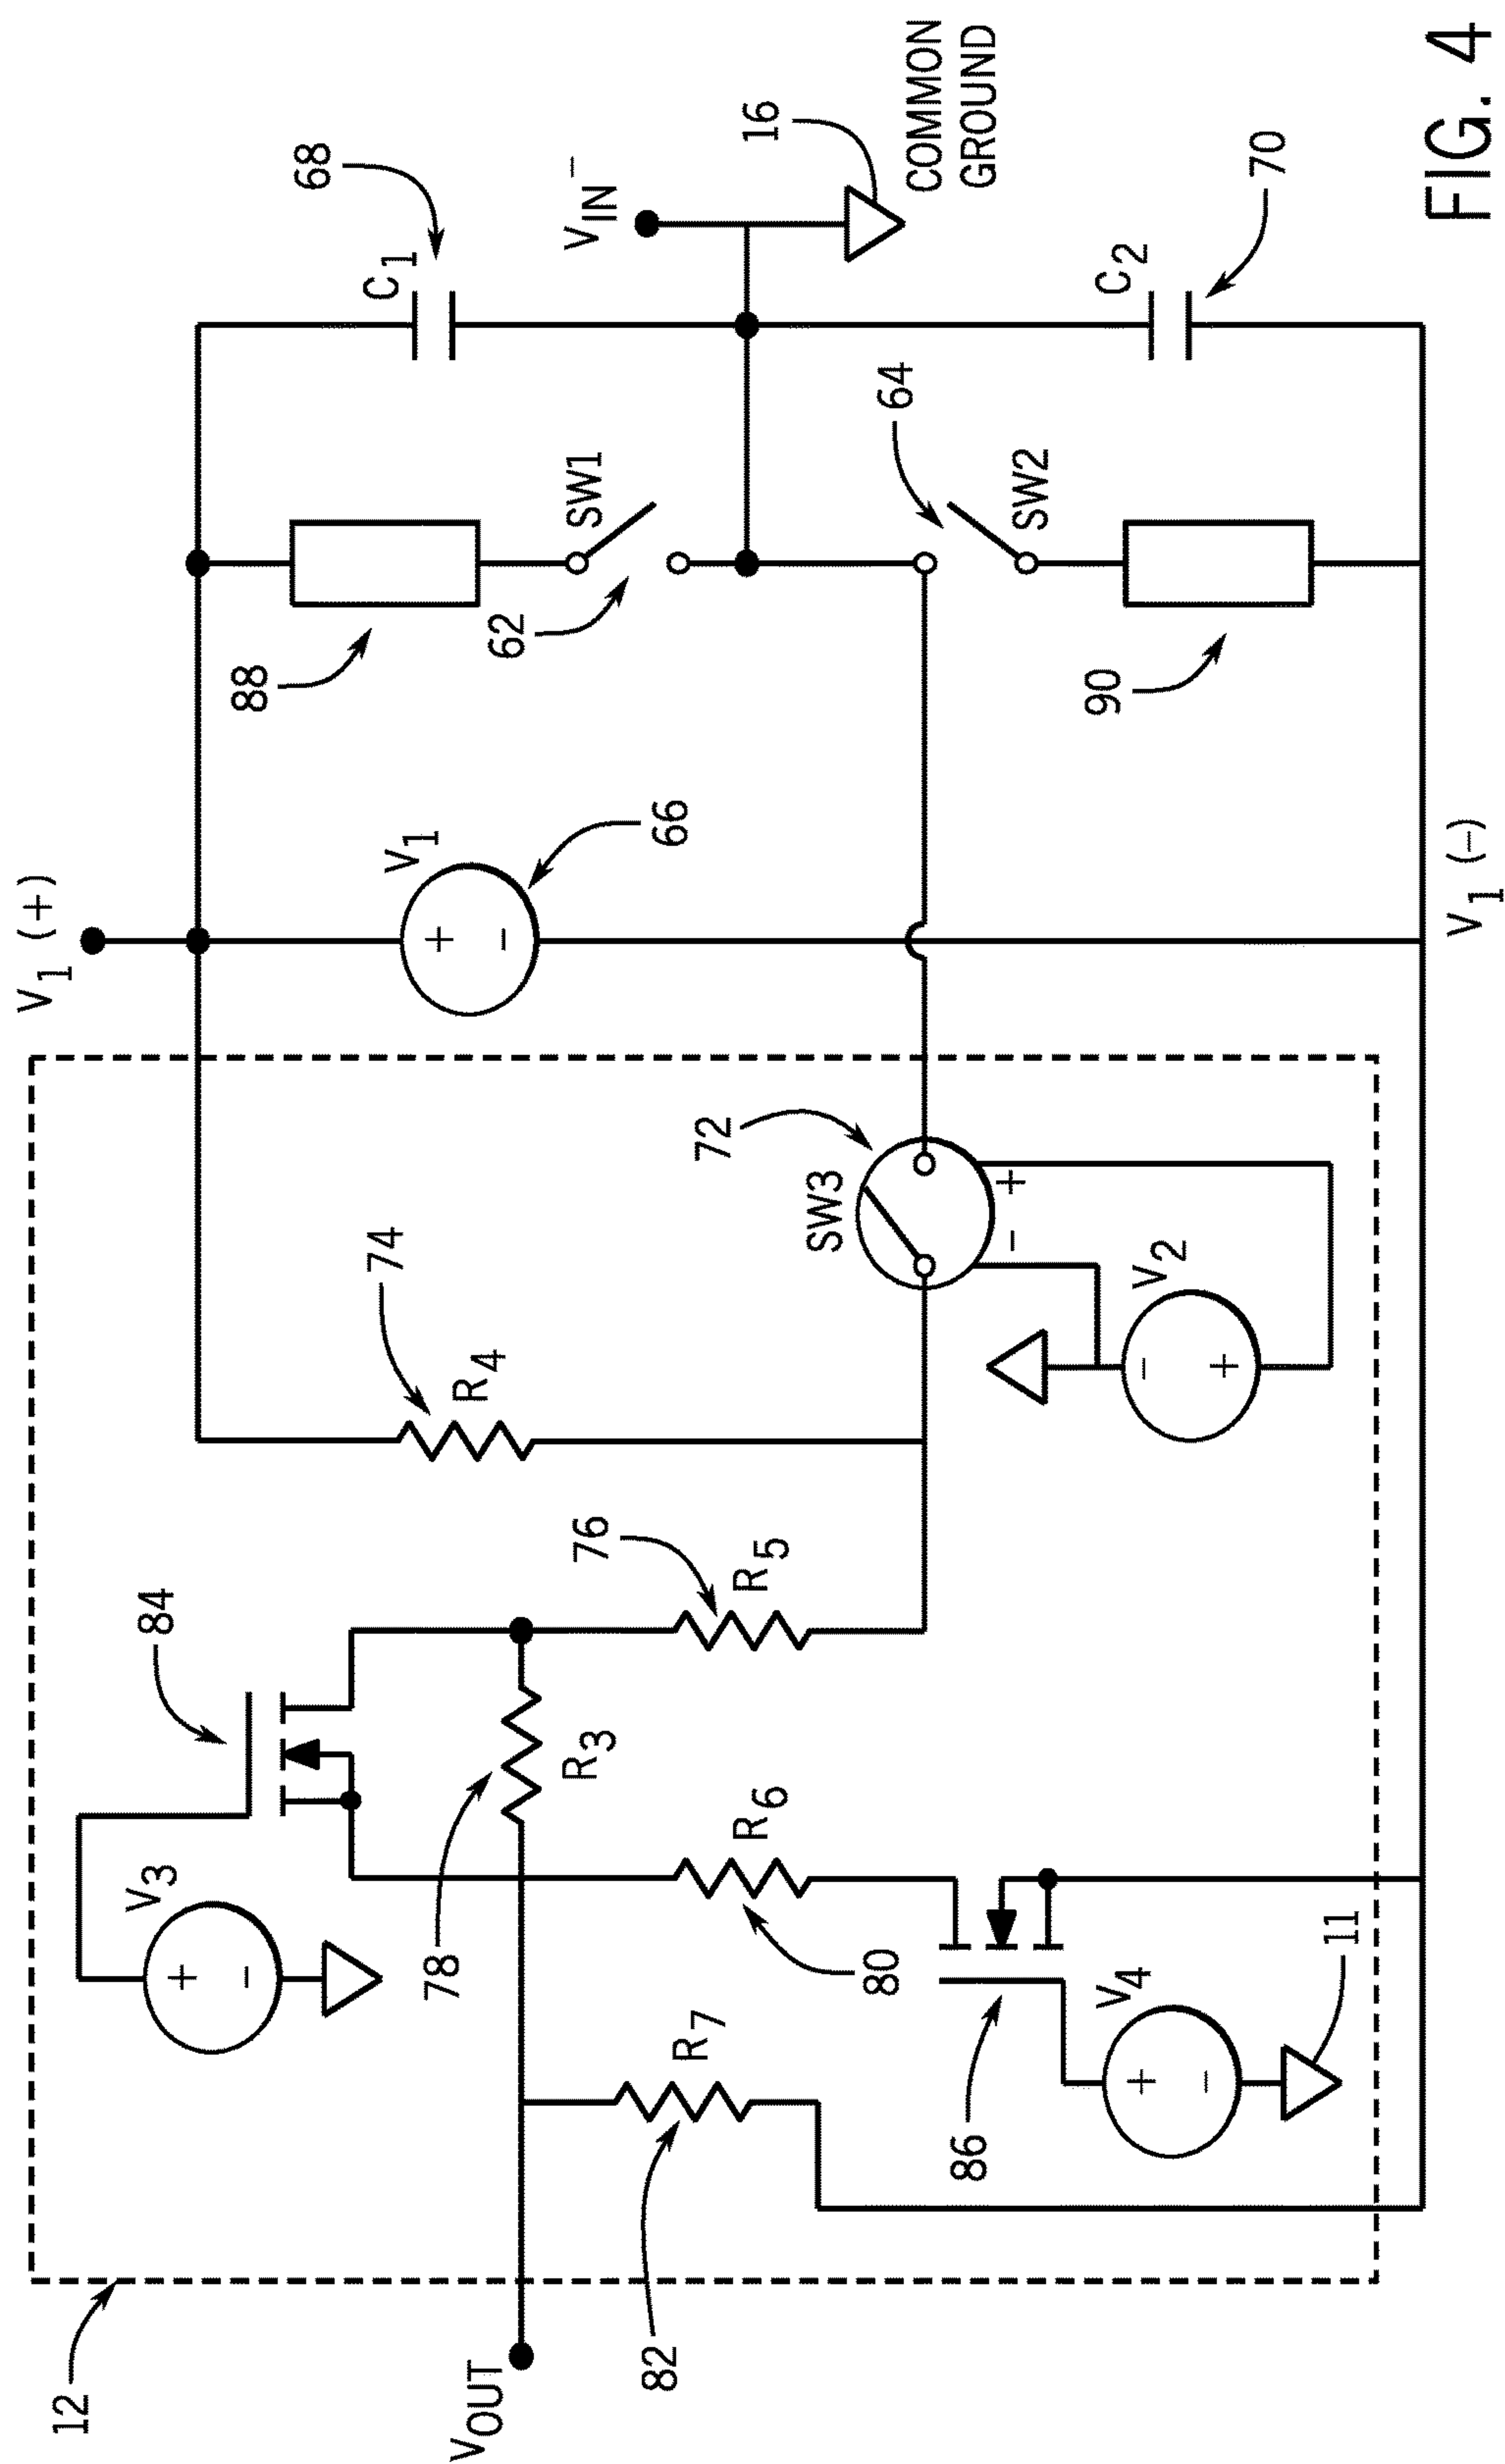 V1 (+)
68
C1
VIN−
16
COMMON
GROUND
88
62
SW1
64
SW2
C2
70
90
V1
66
+
−
V1 (−)
72
SW3
−
+
74
R4
V2
−
+
84
76
R5
V3
+
−
78
R3
R6
80
R7
82
86
V4
+
−
11
12
VOUT
FIG. 4